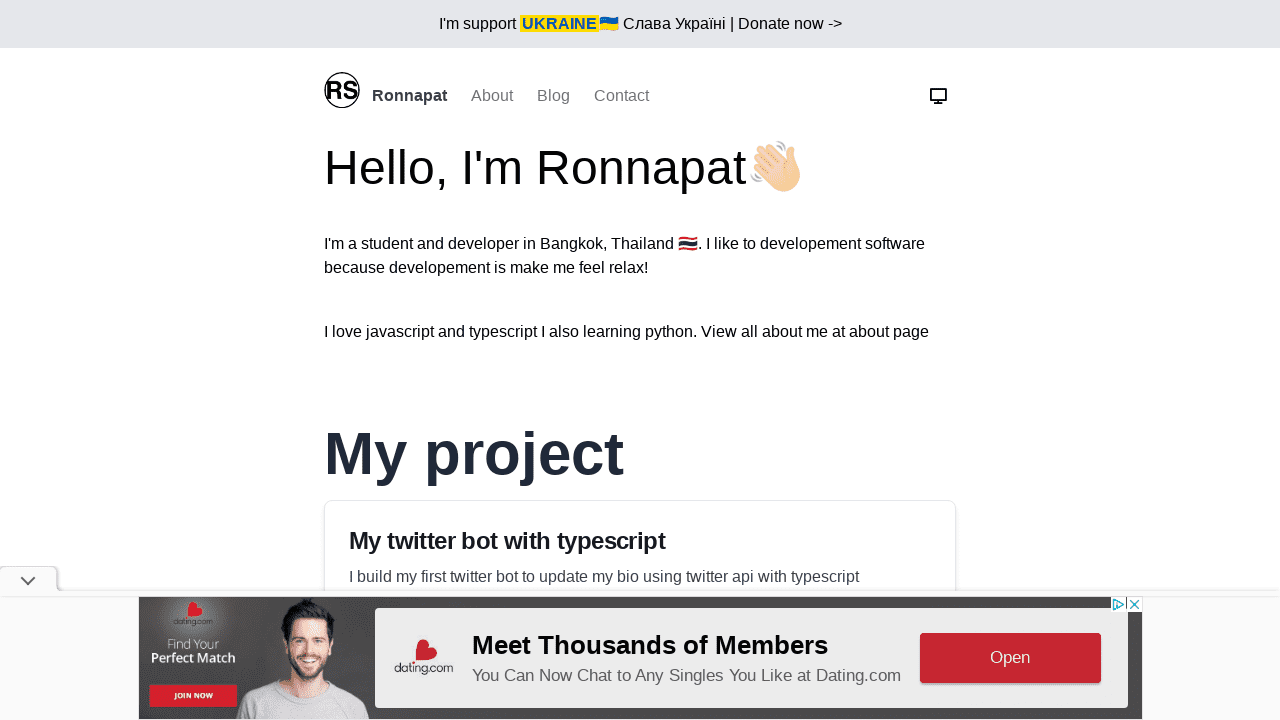 I'm support UKRAINE🇺🇦 Слава Україні | Donate now ->
RS
Ronnapat About Blog Contact
Hello, I'm Ronnapat👋🏻
I'm a student and developer in Bangkok, Thailand 🇹🇭. I like to developement software
because developement is make me feel relax!
I love javascript and typescript I also learning python. View all about me at about page
My project
My twitter bot with typescript
I build my first twitter bot to update my bio using twitter api with typescript
dating.com
Find Your
Perfect Match
JOIN NOW
dating.com
Meet Thousands of Members
You Can Now Chat to Any Singles You Like at Dating.com
Open